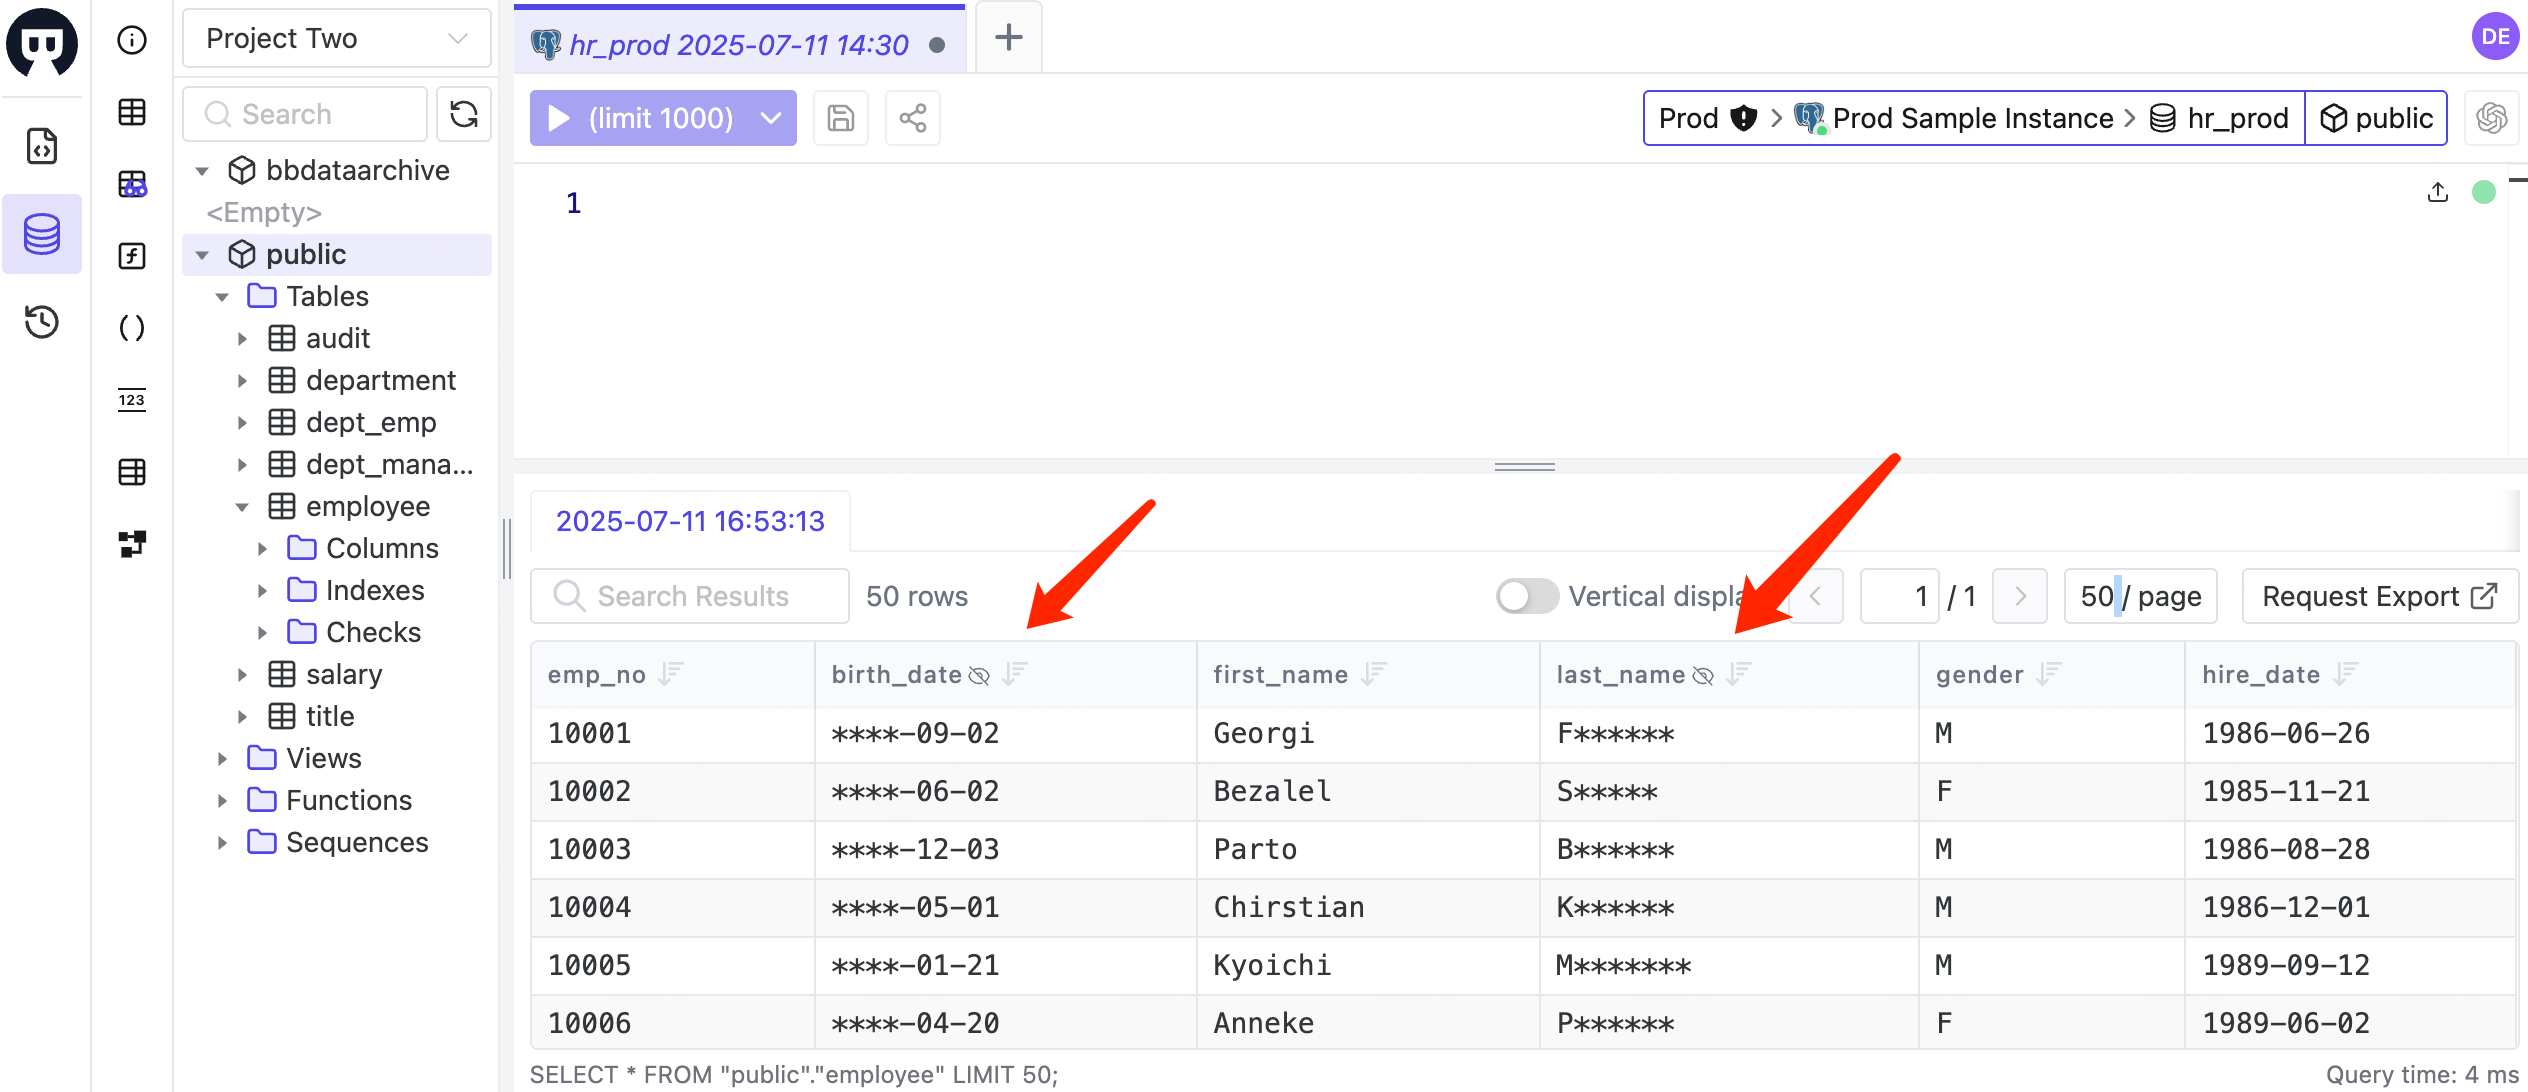 Project Two
hr_prod 2025-07-11 14:30
DE
Search
(limit 1000)
Prod > Prod Sample Instance > hr_prod public
bbdataarchive
<Empty>
public
Tables
audit
department
dept_emp
dept_mana...
employee
Columns
Indexes
Checks
salary
title
Views
Functions
Sequences
123
1
2025-07-11 16:53:13
Search Results
50 rows
Vertical displa
1 / 1
50 / page
Request Export
emp_no birth_date first_name last_name gender hire_date
10001 ****-09-02 Georgi F****** M 1986-06-26
10002 ****-06-02 Bezalel S***** F 1985-11-21
10003 ****-12-03 Parto B****** M 1986-08-28
10004 ****-05-01 Chirstian K****** M 1986-12-01
10005 ****-01-21 Kyoichi M******* M 1989-09-12
10006 ****-04-20 Anneke P****** F 1989-06-02
SELECT * FROM "public"."employee" LIMIT 50;
Query time: 4 ms